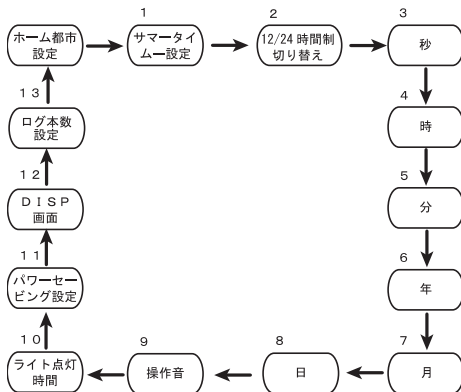 ホーム都市
設定
1
サマータイ
ムー設定
2
12/24 時間制
切り替え
3
秒
4
時
5
分
6
年
7
月
8
日
9
操作音
10
ライト点灯
時間
11
パワーセー
ビング設定
12
DISP
画面
13
ログ本数
設定